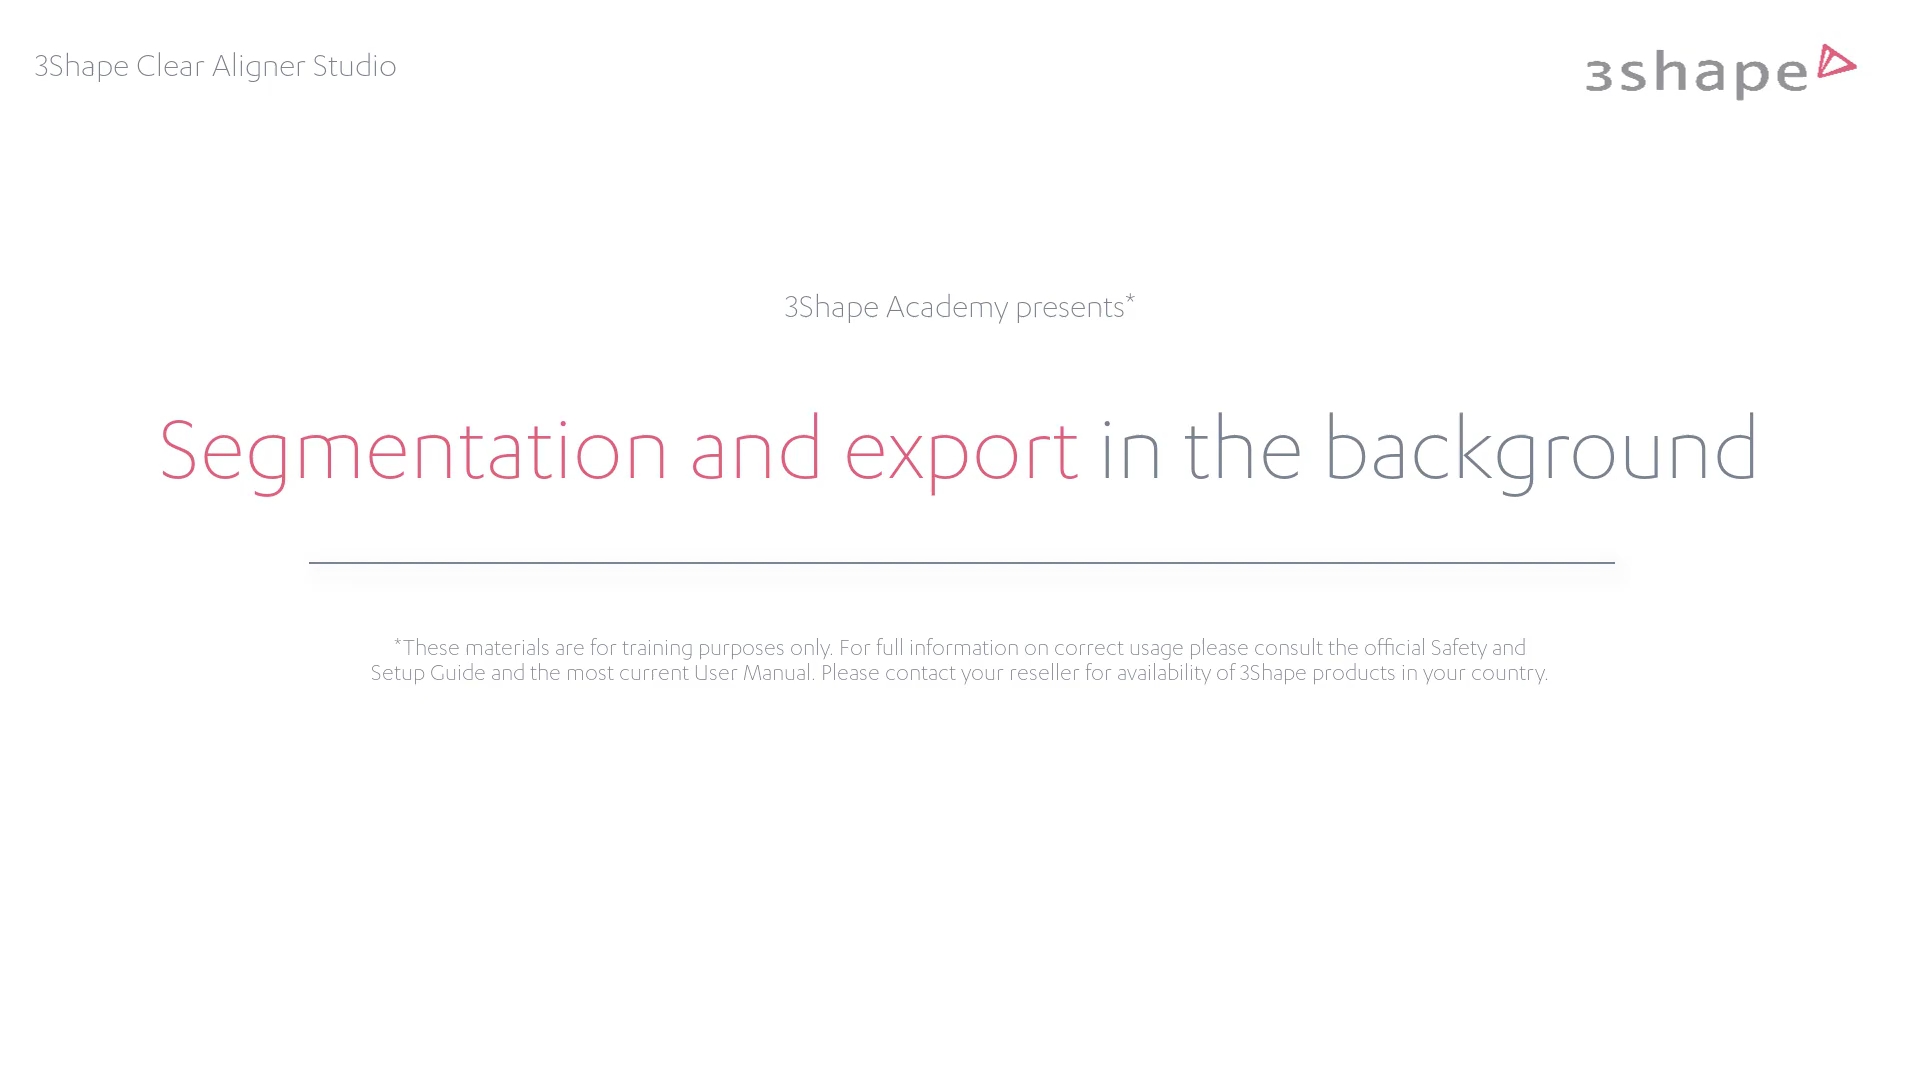 3Shape Clear Aligner Studio
3shape
3Shape Academy presents*
Segmentation and export in the background
*These materials are for training purposes only. For full information on correct usage please consult the official Safety and
Setup Guide and the most current User Manual. Please contact your reseller for availability of 3Shape products in your country.